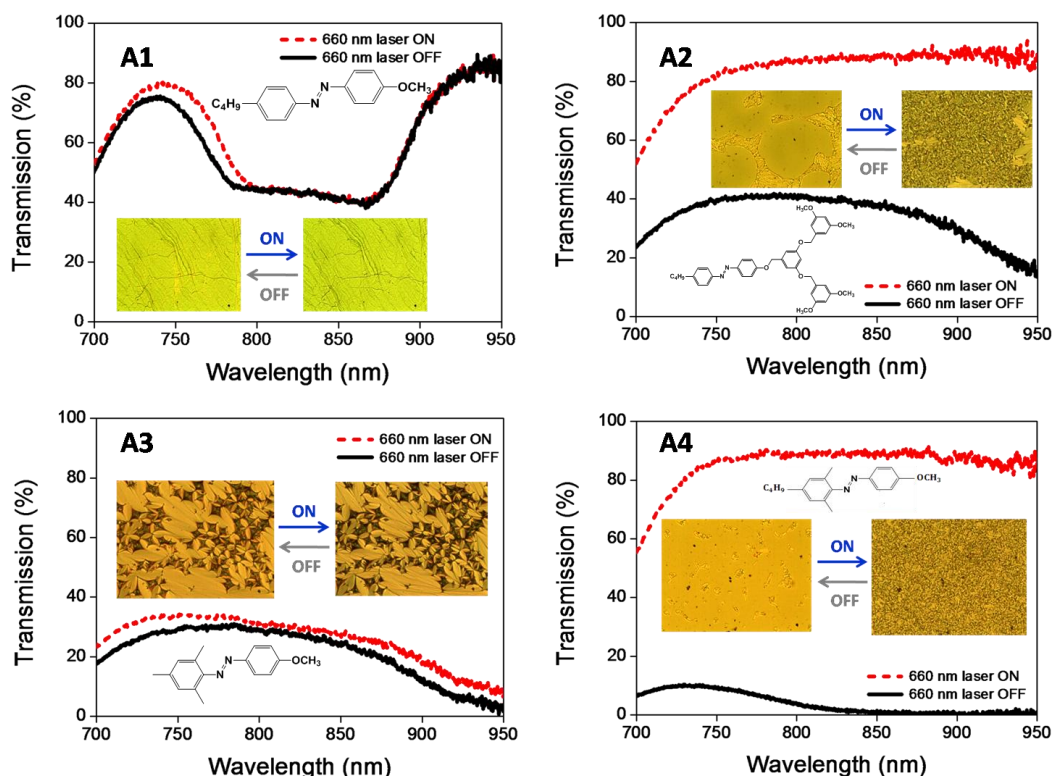 A1
660 nm laser ON
660 nm laser OFF
C₄H₉
N
N
OCH₃
ON
OFF
Transmission (%)
100
80
60
40
20
0
700 750 800 850 900 950
Wavelength (nm)
A2
ON
OFF
H₃CO
OCH₃
C₄H₉
N
N
O
O
O
OCH₃
H₃CO
660 nm laser ON
660 nm laser OFF
Transmission (%)
100
80
60
40
20
0
700 750 800 850 900 950
Wavelength (nm)
A3
660 nm laser ON
660 nm laser OFF
ON
OFF
N
N
OCH₃
Transmission (%)
100
80
60
40
20
0
700 750 800 850 900 950
Wavelength (nm)
A4
C₄H₉
N
N
OCH₃
ON
OFF
660 nm laser ON
660 nm laser OFF
Transmission (%)
100
80
60
40
20
0
700 750 800 850 900 950
Wavelength (nm)